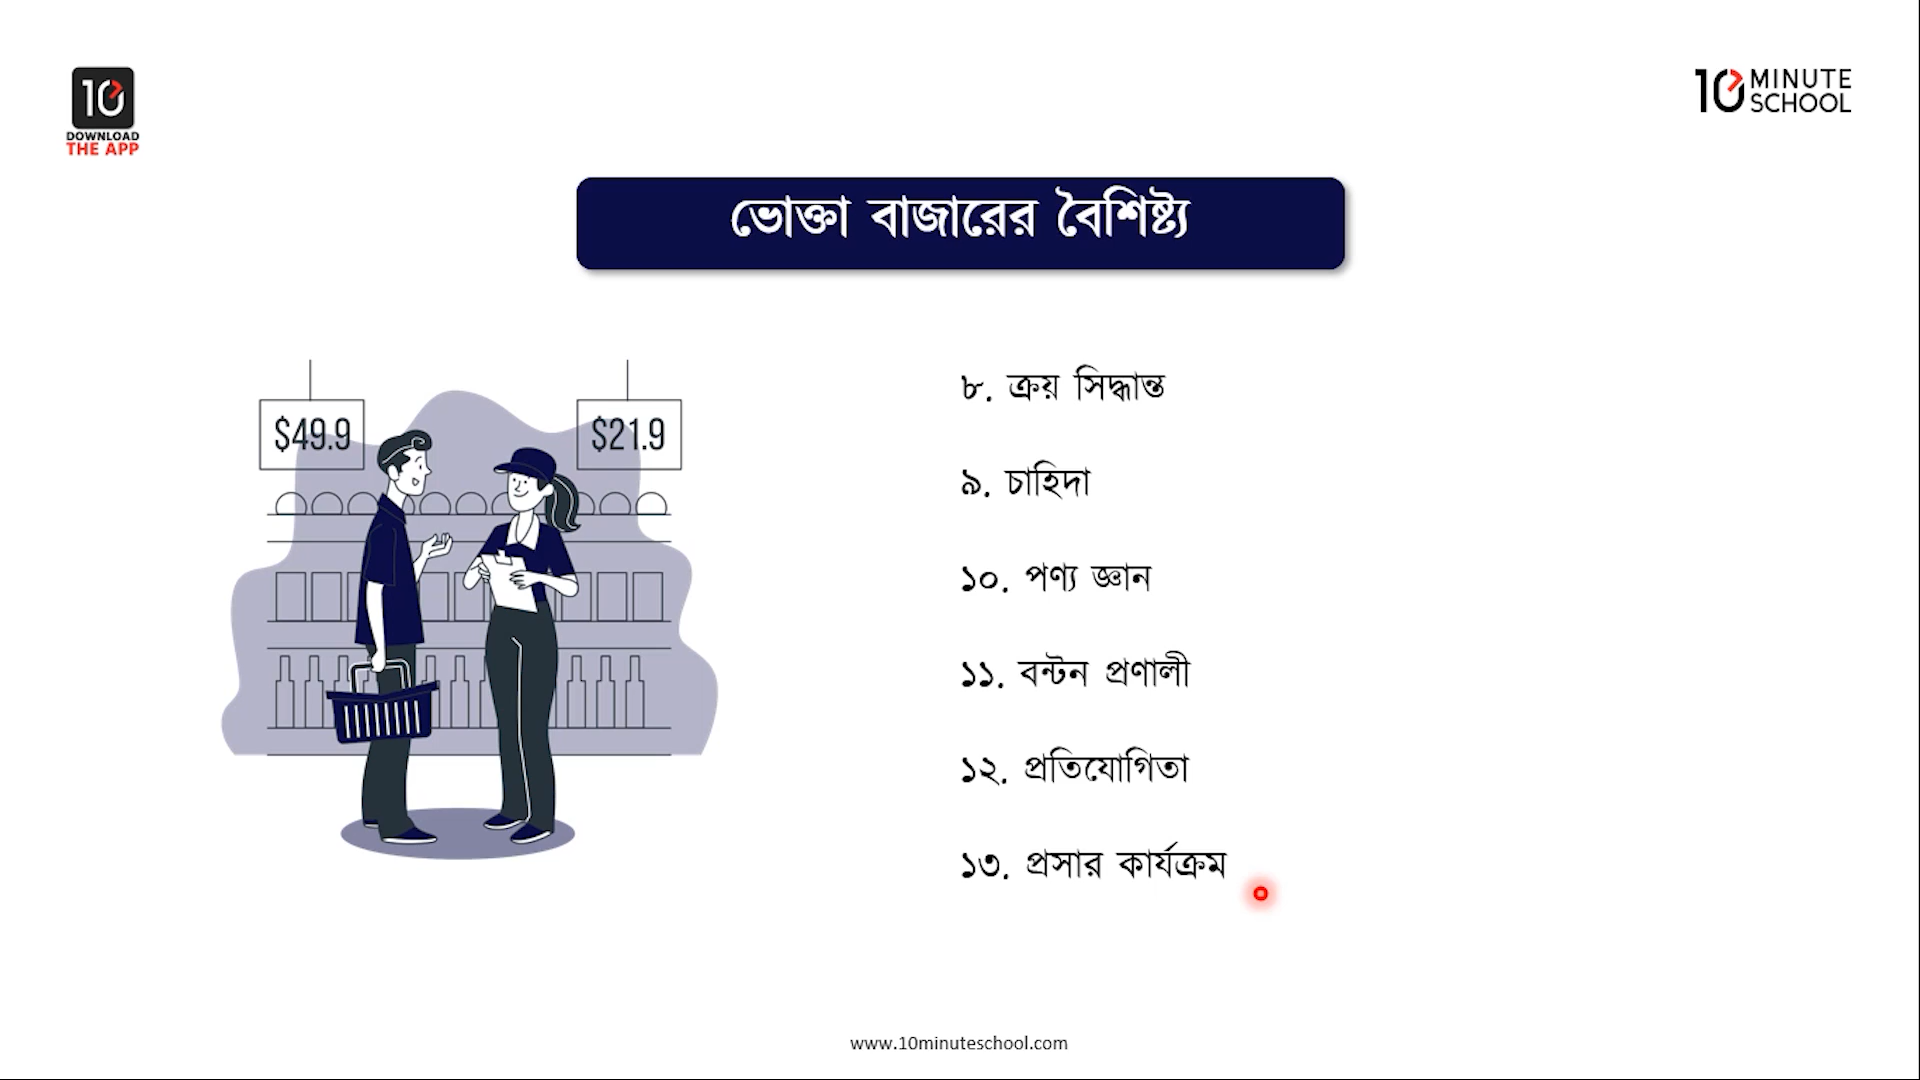 10
DOWNLOAD
THE APP
10 MINUTE
SCHOOL
ভোক্তা বাজারের বৈশিষ্ট্য
$49.9
$21.9
৮. ক্রয় সিদ্ধান্ত
৯. চাহিদা
১০. পণ্য জ্ঞান
১১. বন্টন প্রণালী
১২. প্রতিযোগিতা
১৩. প্রসার কার্যক্রম
www.10minuteschool.com